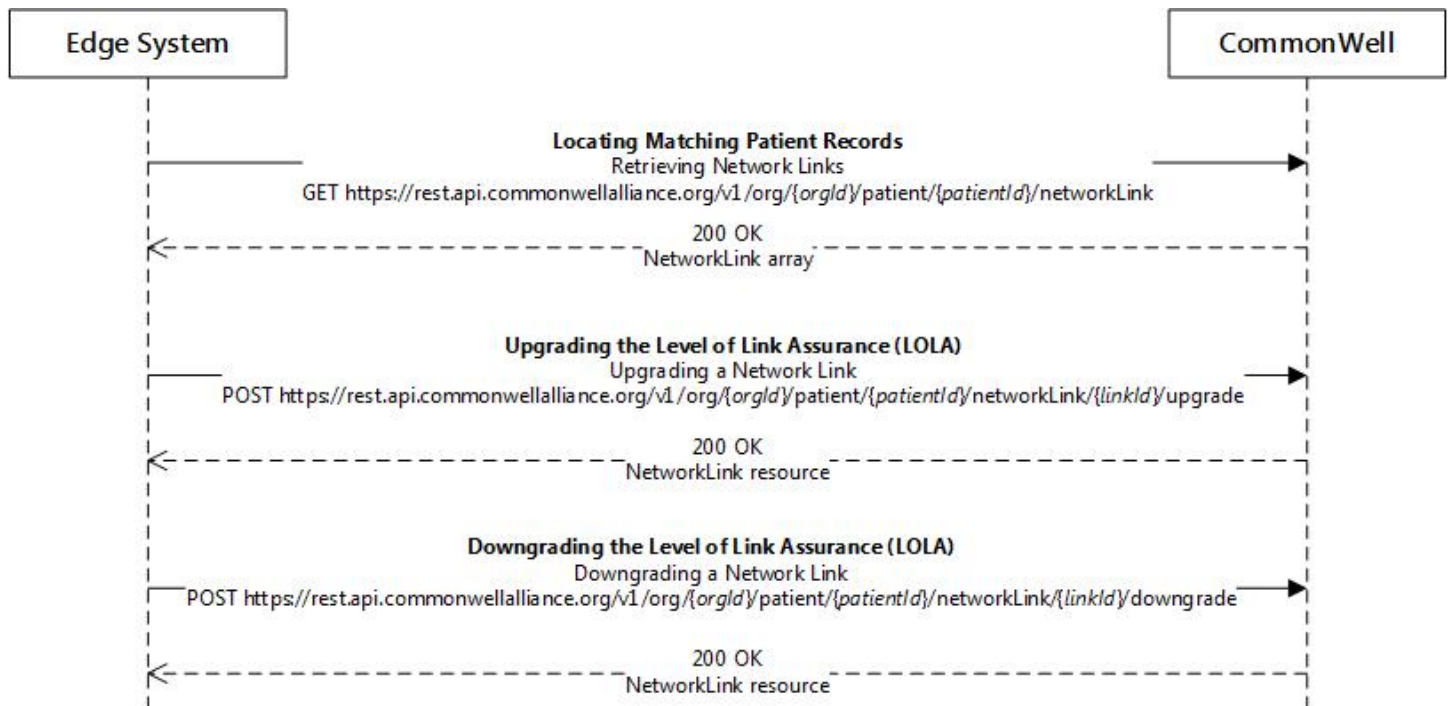 Edge System
CommonWell
Locating Matching Patient Records
Retrieving Network Links
GET https://rest.api.commonwellalliance.org/v1/org/{orgId}/patient/{patientId}/networkLink
200 OK
NetworkLink array
Upgrading the Level of Link Assurance (LOLA)
Upgrading a Network Link
POST https://rest.api.commonwellalliance.org/v1/org/{orgId}/patient/{patientId}/networkLink/{linkId}/upgrade
200 OK
NetworkLink resource
Downgrading the Level of Link Assurance (LOLA)
Downgrading a Network Link
POST https://rest.api.commonwellalliance.org/v1/org/{orgId}/patient/{patientId}/networkLink/{linkId}/downgrade
200 OK
NetworkLink resource